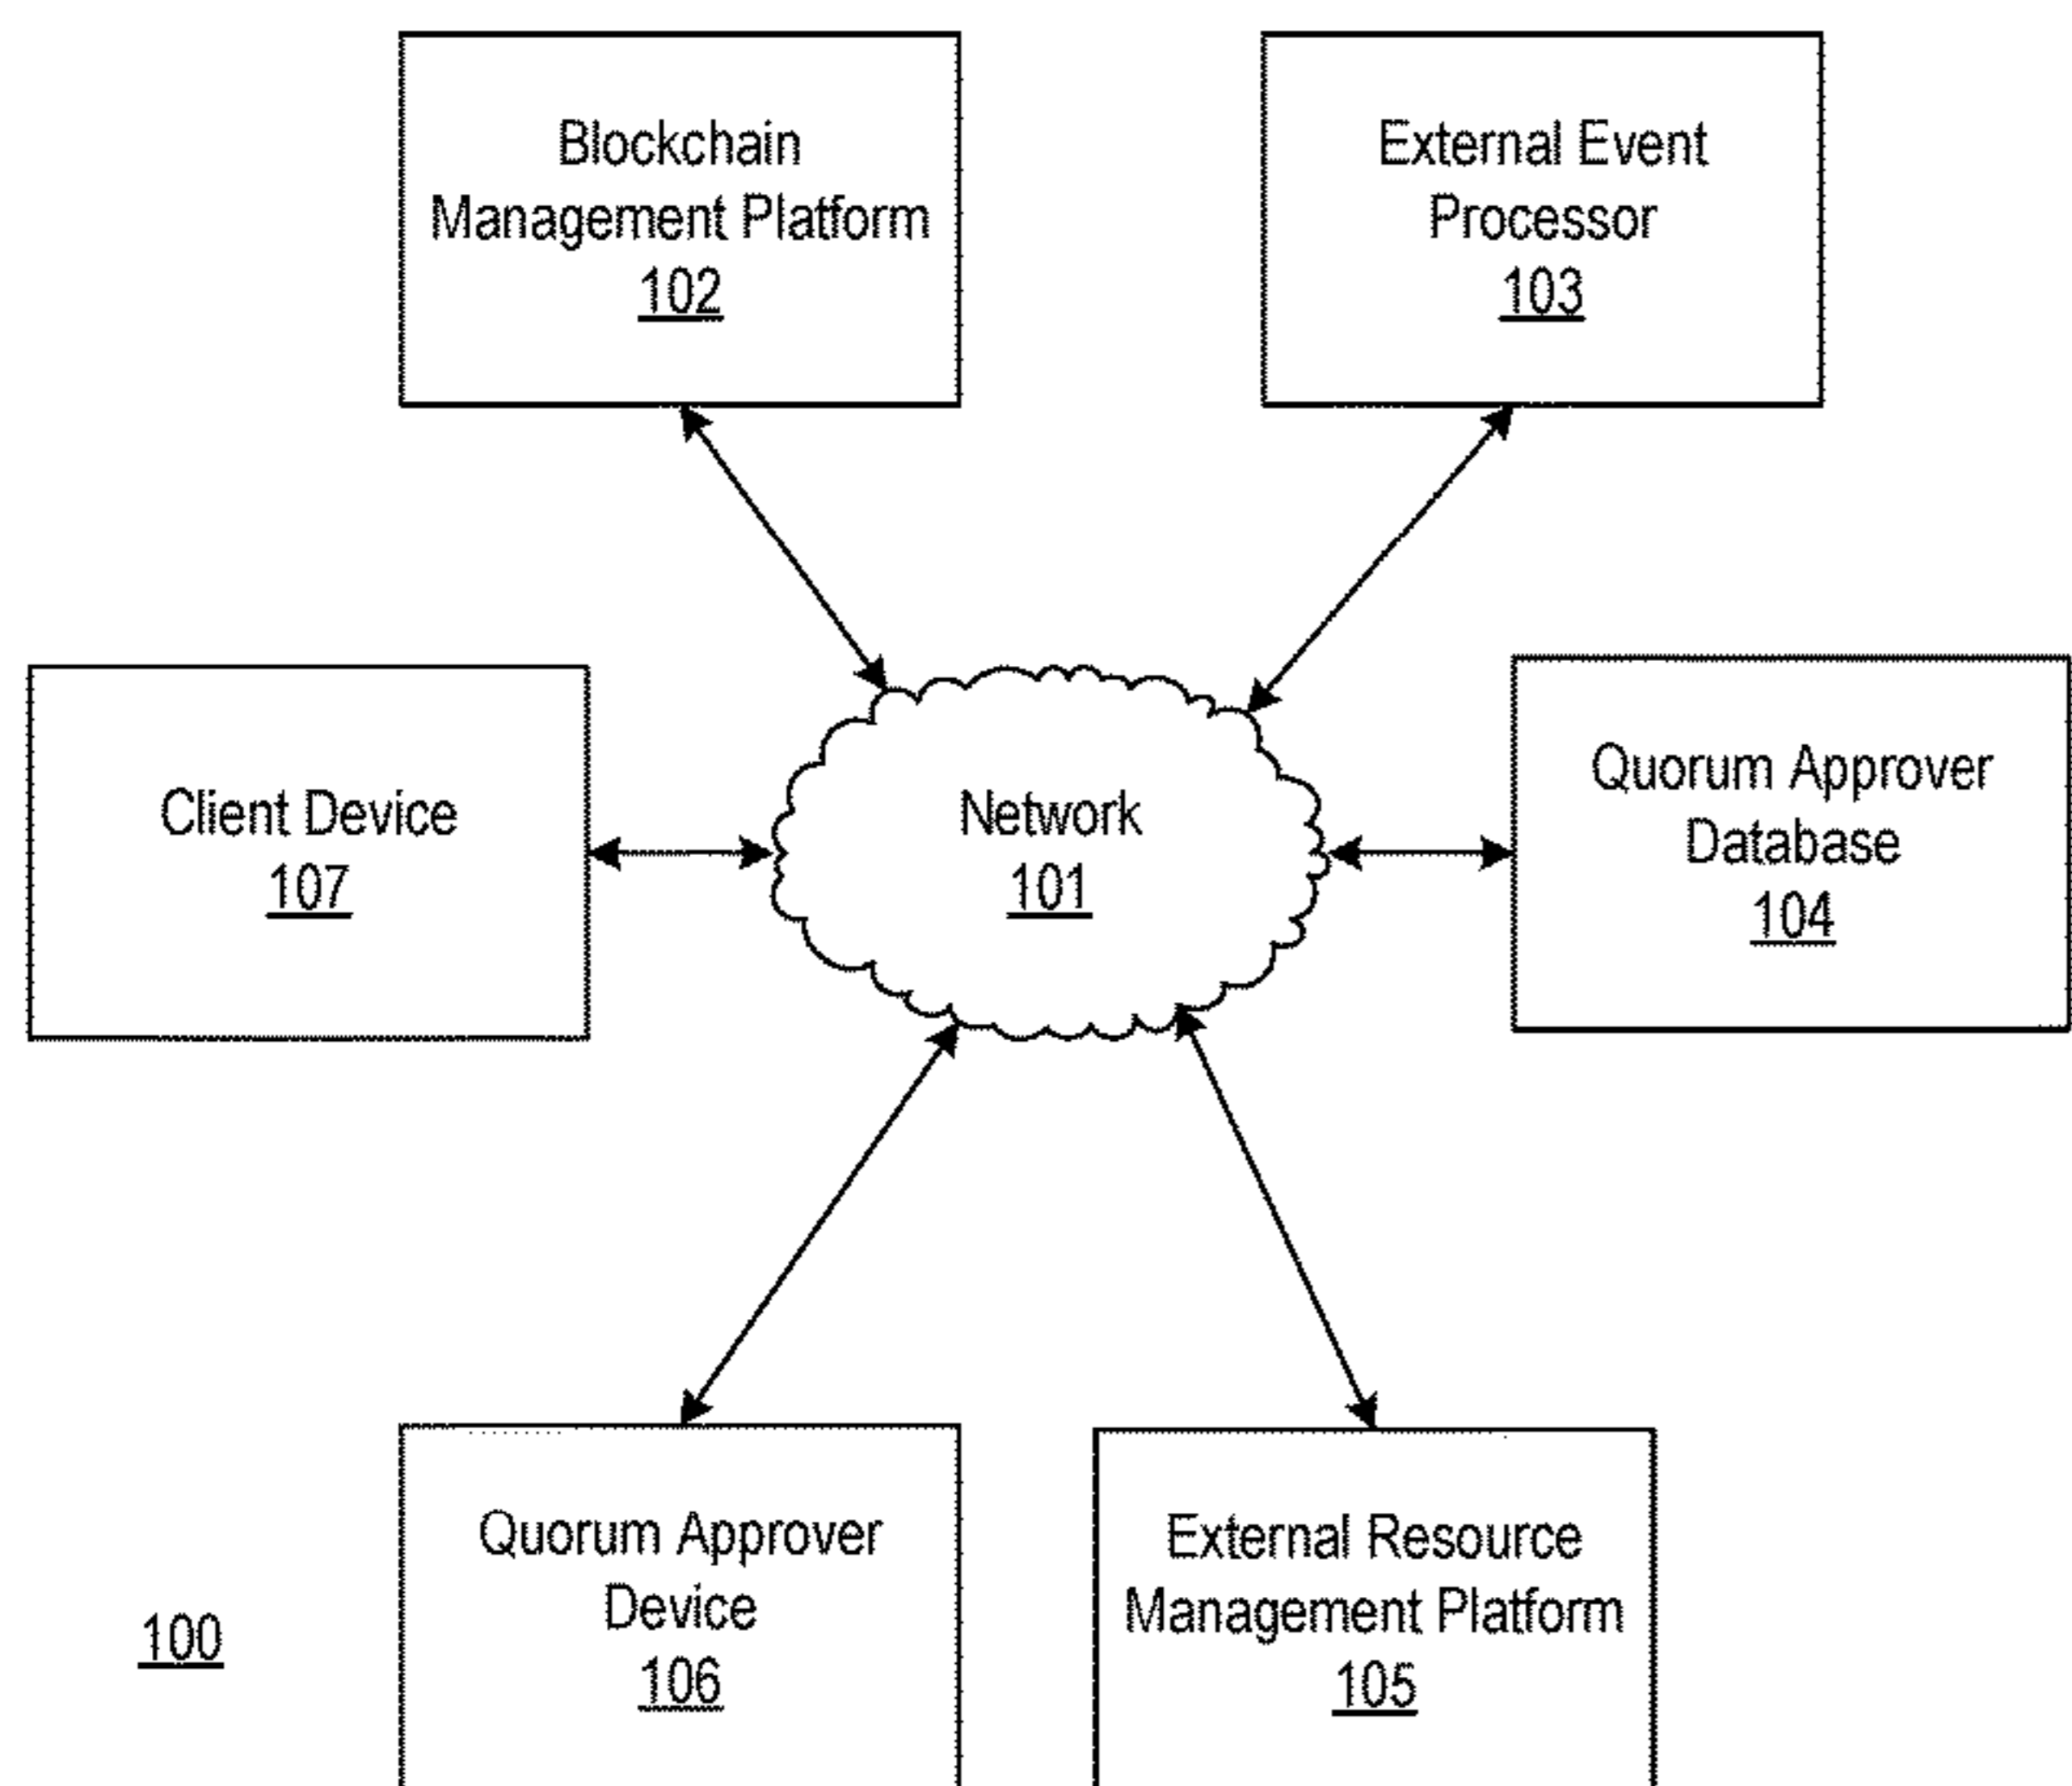 Blockchain
Management Platform
102
External Event
Processor
103
Client Device
107
Network
101
Quorum Approver
Database
104
Quorum Approver
Device
106
External Resource
Management Platform
105
100